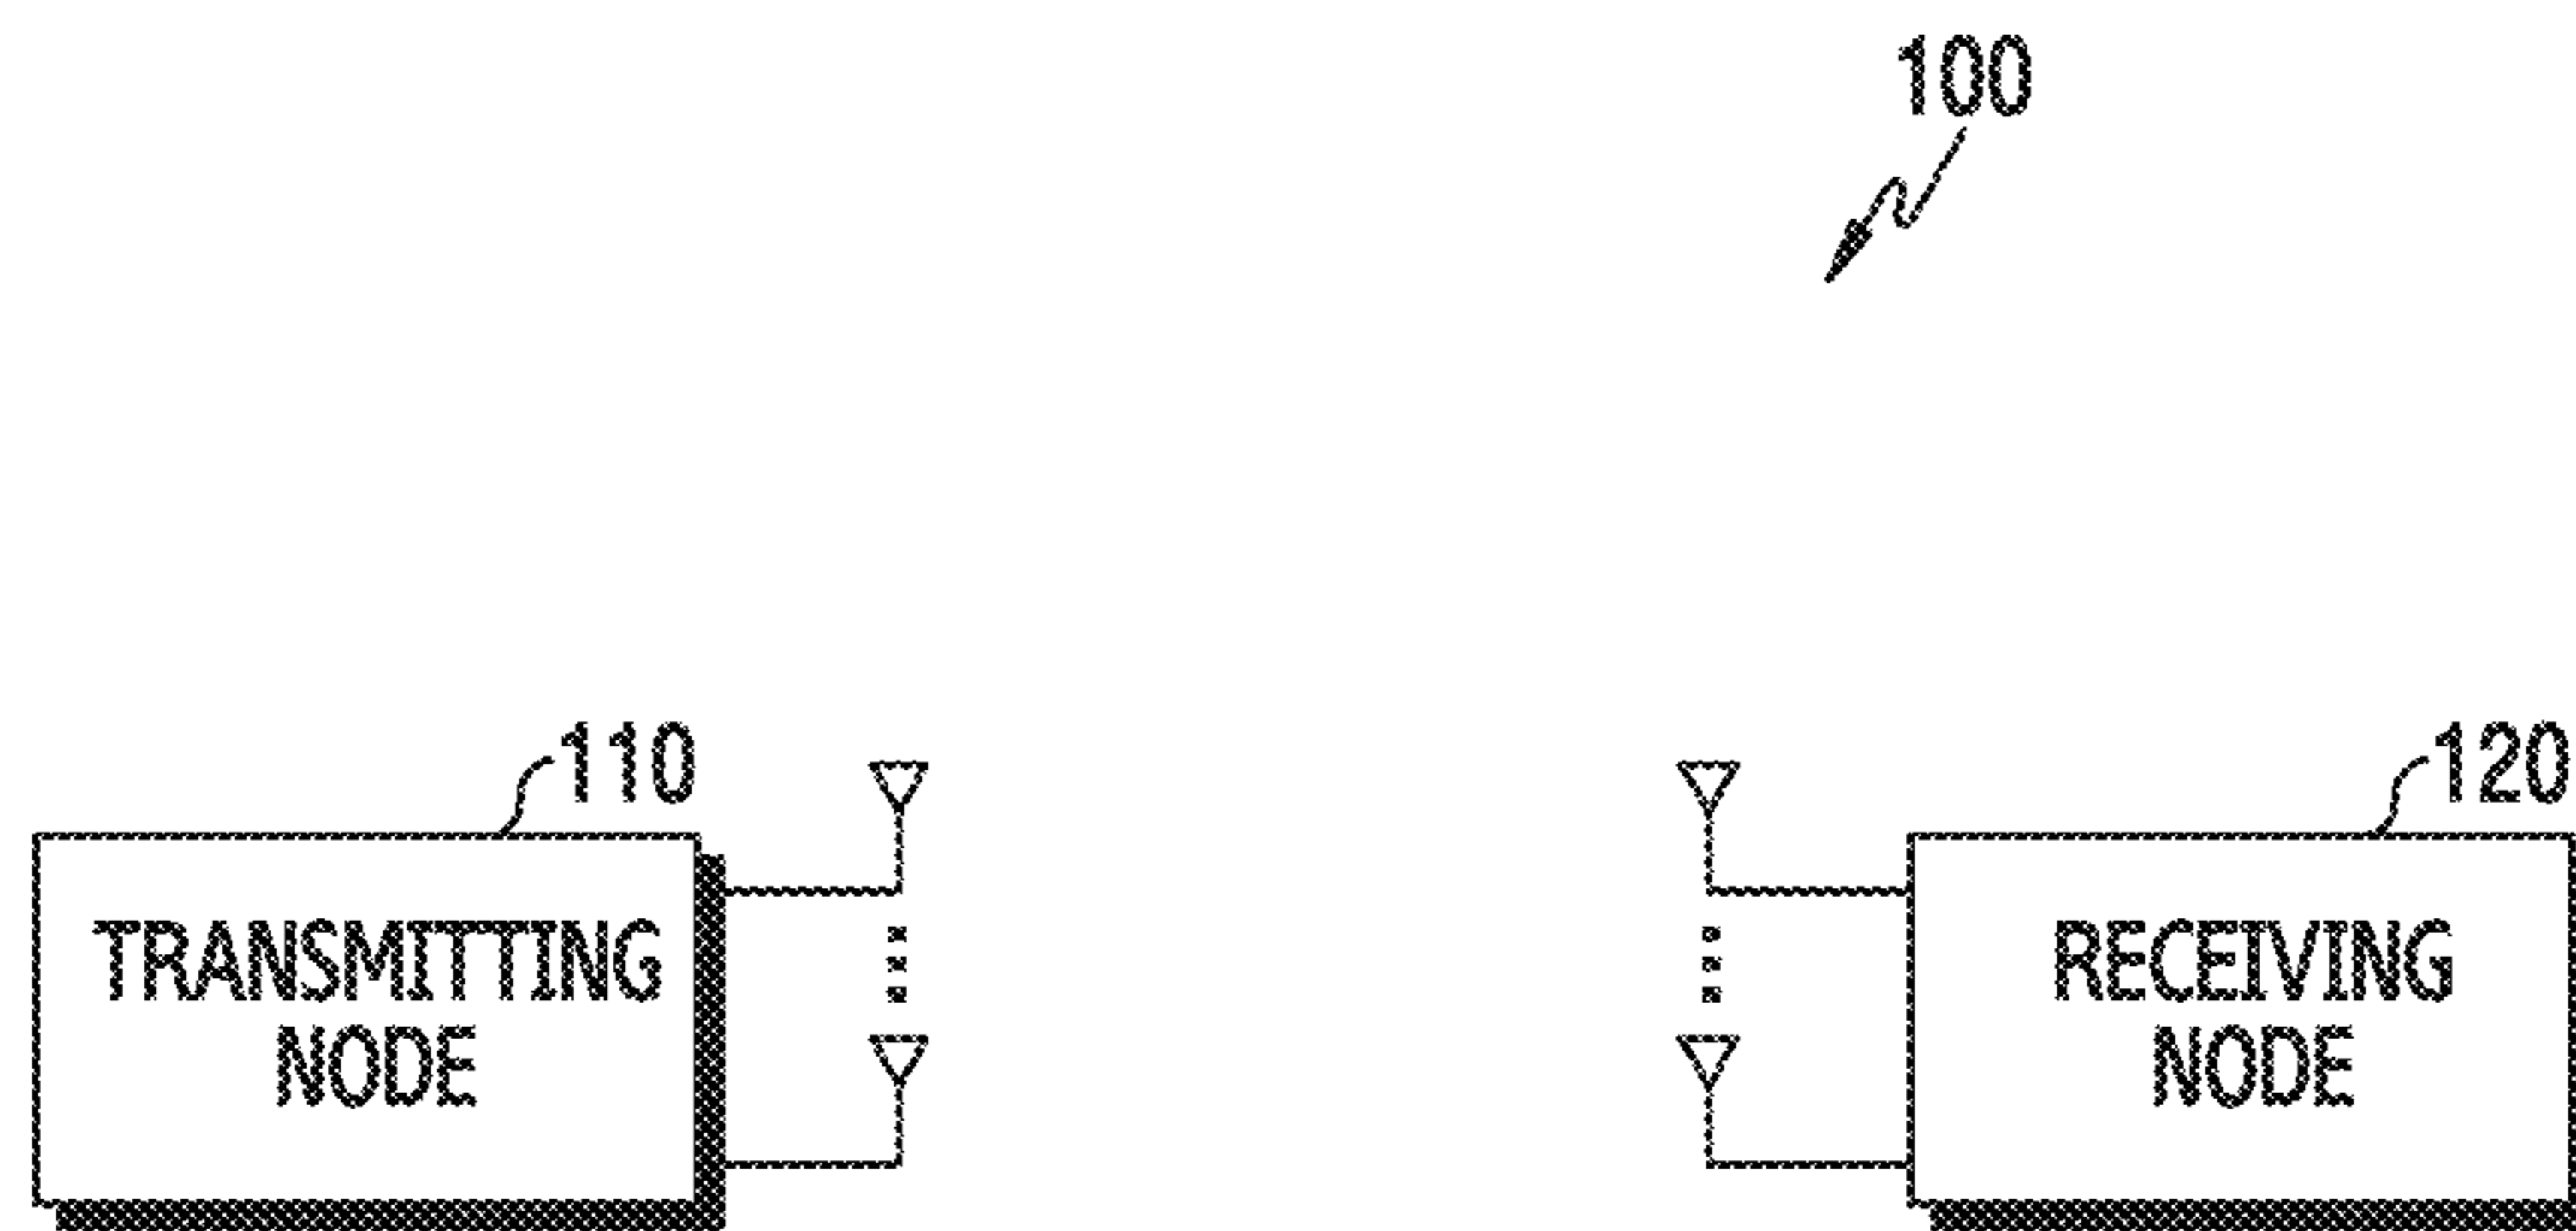 100
110
120
TRANSMITTING
NODE
RECEIVING
NODE